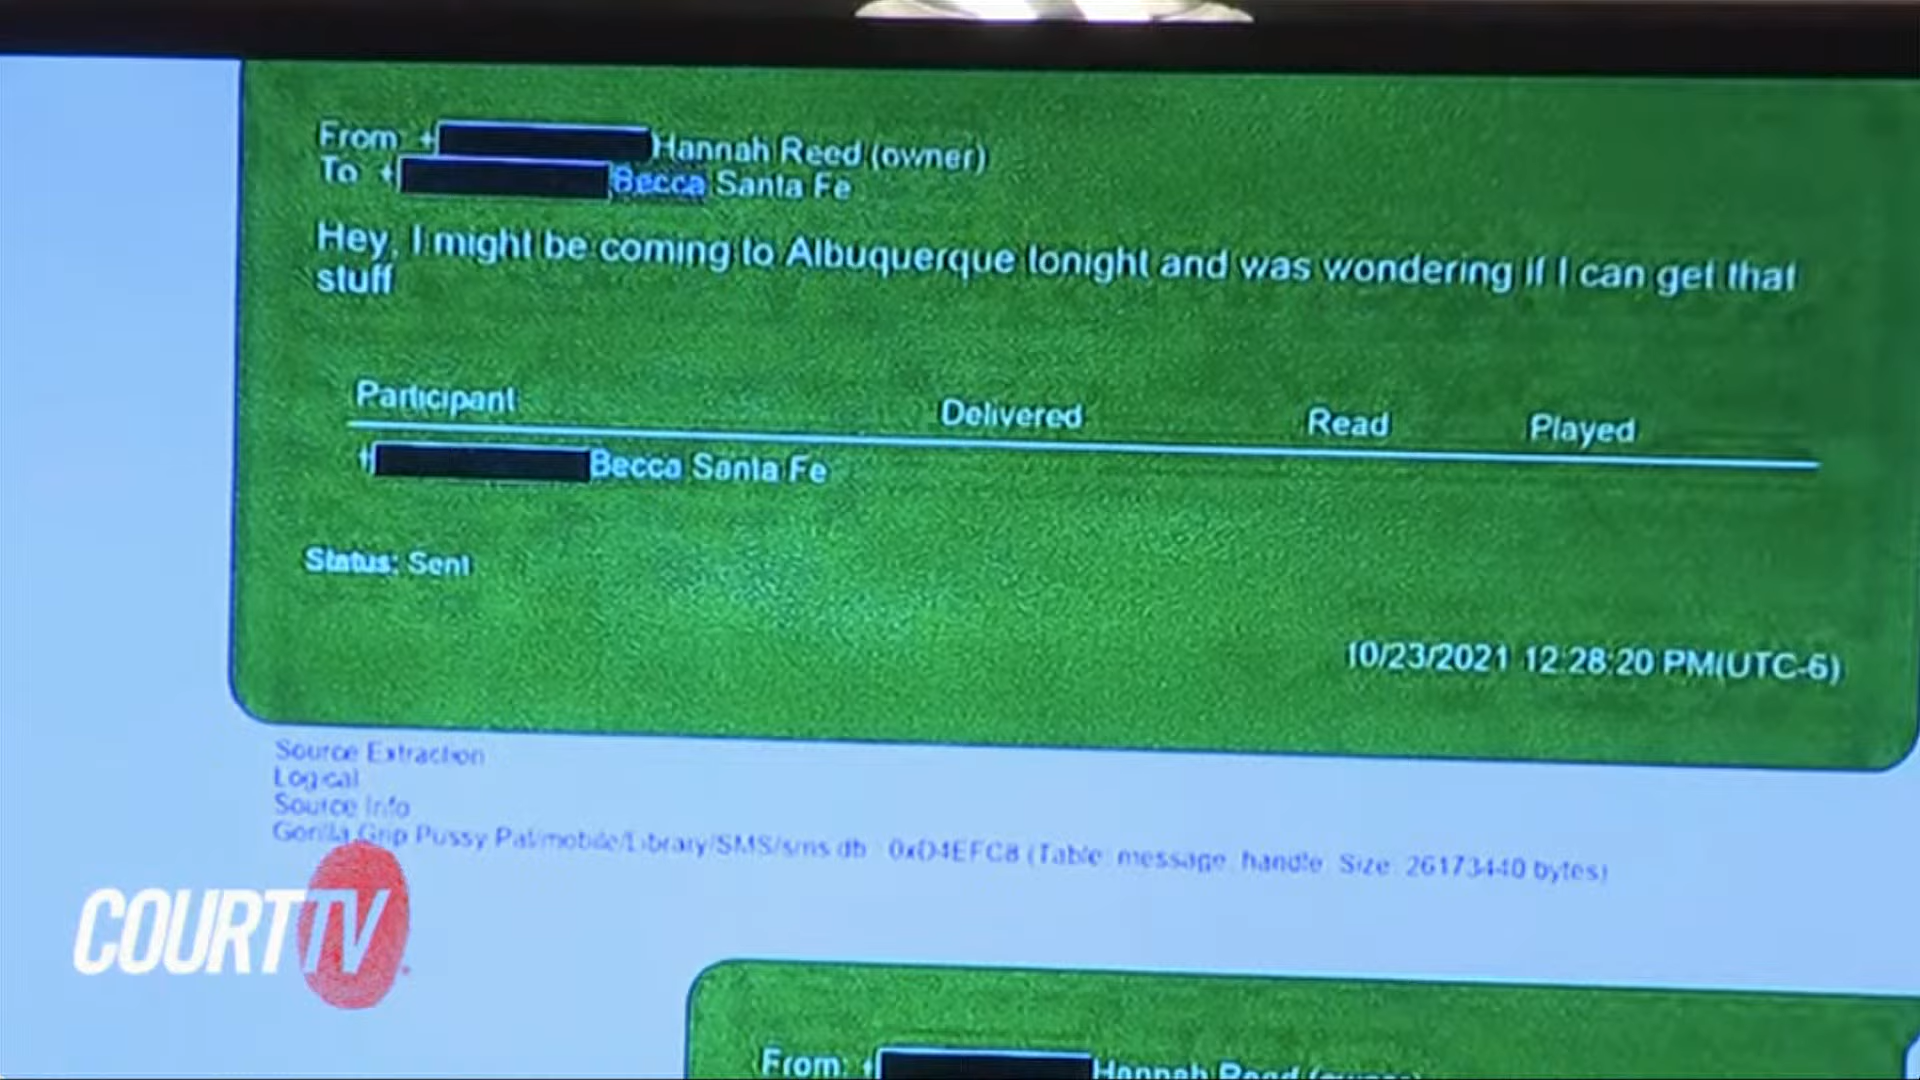 From: + Hannah Reed (owner)
To + Becca Santa Fe
Hey, I might be coming to Albuquerque tonight and was wondering if I can get that
stuff
Participant Delivered Read Played
+ Becca Santa Fe
Status: Sent
10/23/2021 12:28:20 PM(UTC-6)
Source Extraction
Logical
Source Info
Gorilla Grip Pussy Pal/mobile/Library/SMS/sms.db : 0xD4EFC8 (Table: message, handle, Size: 26173440 bytes)
COURT TV
From: + Hannah Reed (owner)